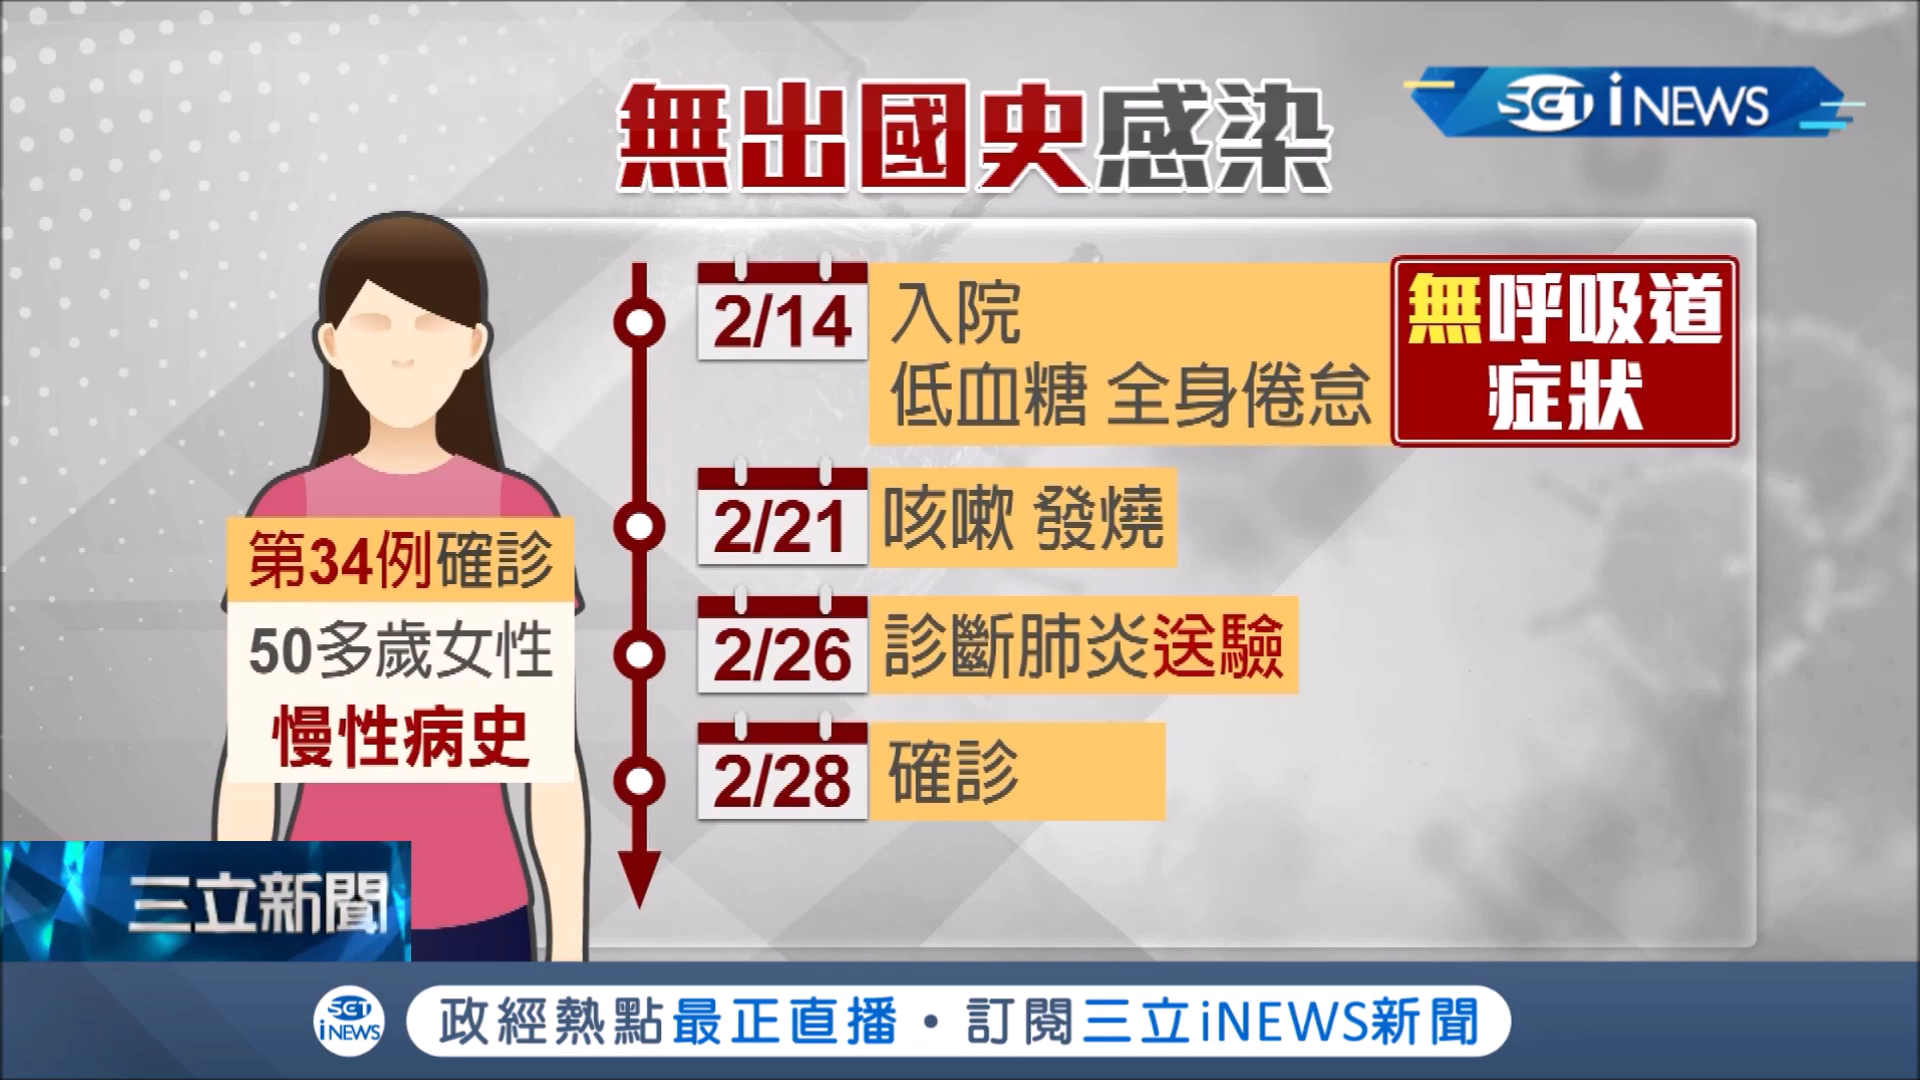 無出國史感染
SET iNEWS
2/14
入院
低血糖 全身倦怠
無呼吸道
症狀
2/21
咳嗽 發燒
2/26
診斷肺炎送驗
2/28
確診
第34例確診
50多歲女性
慢性病史
三立新聞
SET
iNEWS
政經熱點最正直播・訂閱三立iNEWS新聞